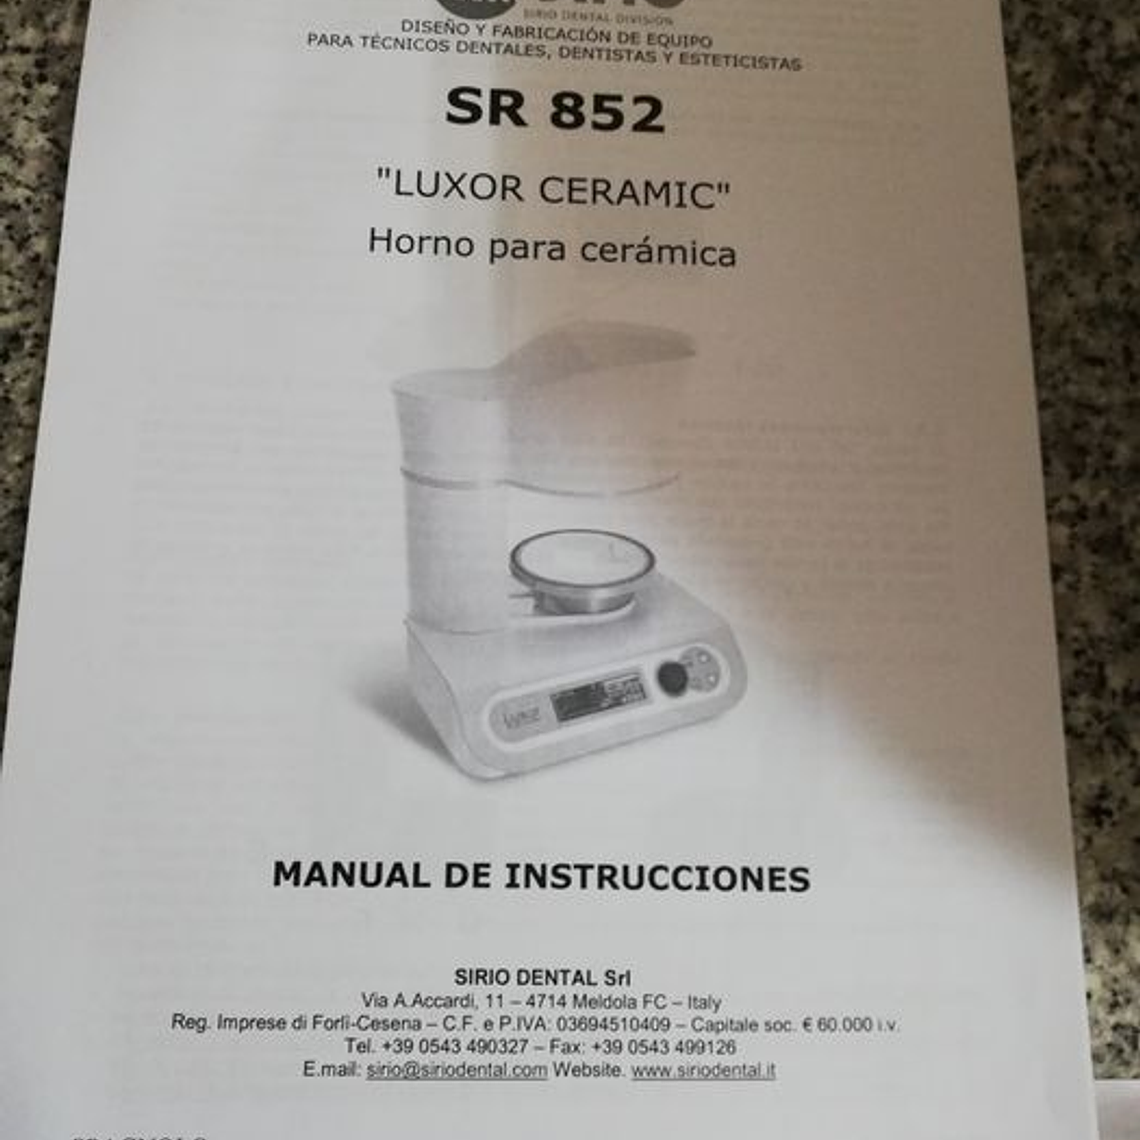 SIRIO DENTAL DIVISION
DISEÑO Y FABRICACIÓN DE EQUIPO
PARA TÉCNICOS DENTALES, DENTISTAS Y ESTETICISTAS
SR 852
"LUXOR CERAMIC"
Horno para cerámica
Luxor
MANUAL DE INSTRUCCIONES
SIRIO DENTAL Srl
Via A.Accardi, 11 – 4714 Meldola FC – Italy
Reg. Imprese di Forlì-Cesena – C.F. e P.IVA: 03694510409 – Capitale soc. € 60.000 i.v.
Tel. +39 0543 490327 – Fax: +39 0543 499126
E.mail: sirio@siriodental.com Website. www.siriodental.it